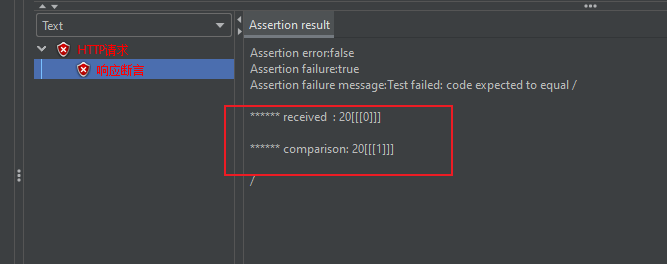 Text
Assertion result
HTTP请求
响应断言
Assertion error:false
Assertion failure:true
Assertion failure message:Test failed: code expected to equal /
****** received  : 20[[[0]]]
****** comparison: 20[[[1]]]
/